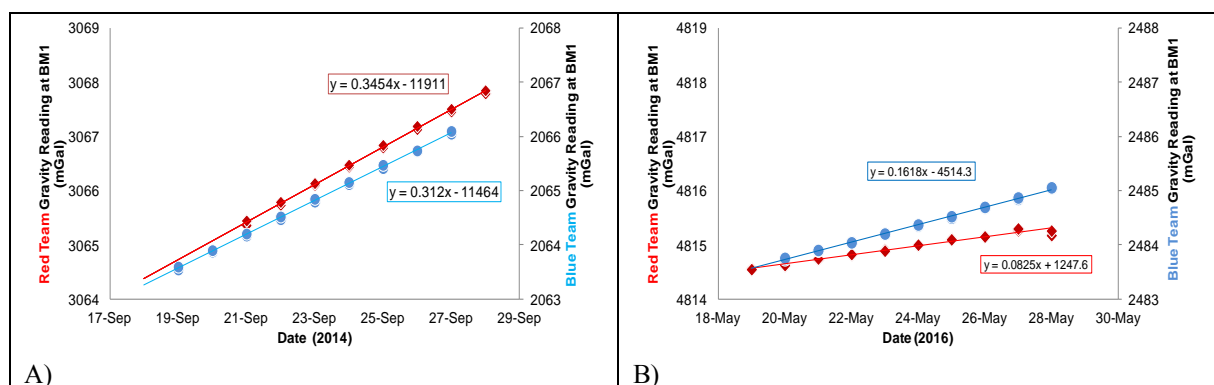 3069
3068
3067
3066
3065
3064
Red Team Gravity Reading at BM1
(mGal)
y = 0.3454x - 11911
y = 0.312x - 11464
2068
2067
2066
2065
2064
2063
Blue Team Gravity Reading at BM1
(mGal)
17-Sep 19-Sep 21-Sep 23-Sep 25-Sep 27-Sep 29-Sep
Date (2014)
A)
4819
4818
4817
4816
4815
4814
Red Team Gravity Reading at BM1
(mGal)
y = 0.1618x - 4514.3
y = 0.0825x + 1247.6
2488
2487
2486
2485
2484
2483
Blue Team Gravity Reading at BM1
(mGal)
18-May 20-May 22-May 24-May 26-May 28-May 30-May
Date (2016)
B)